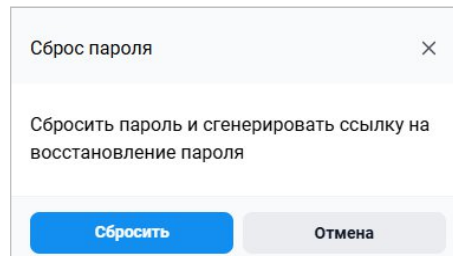 Сброс пароля
Сбросить пароль и сгенерировать ссылку на
восстановление пароля
Сбросить
Отмена